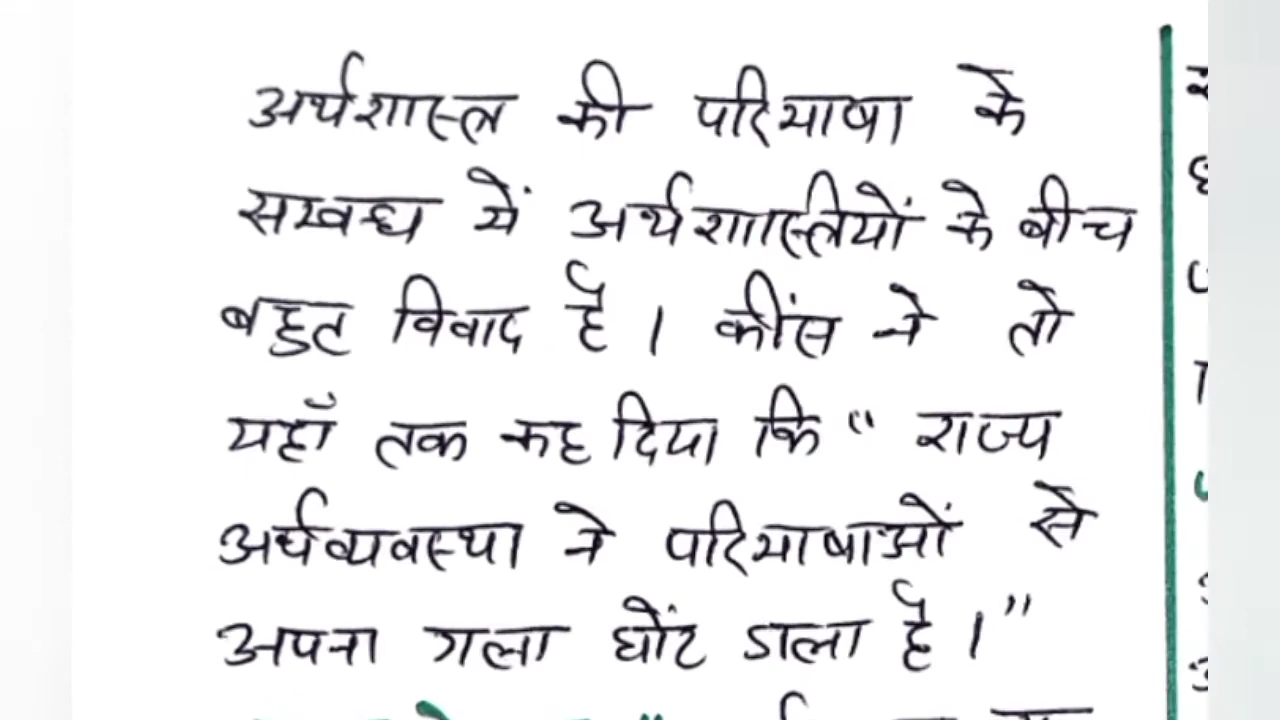 अर्थशास्त्र की परिभाषा के
सम्बन्ध में अर्थशास्त्रियों के बीच
बहुत विवाद है। कींस ने तो
यहाँ तक कह दिया कि “ राज्य
अर्थव्यवस्था ने परिभाषाओं से
अपना गला घोंट डाला है।”